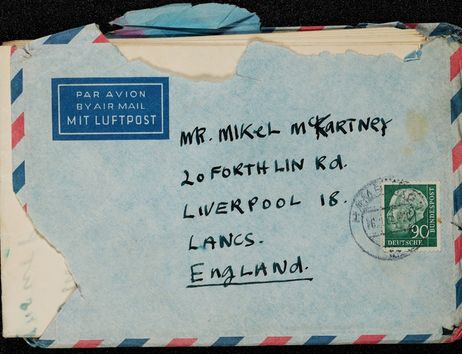 PAR AVION
BY AIR MAIL
MIT LUFTPOST
MR. MIKEL McKARTNEY
20 FORTHLIN Rd.
LIVERPOOL 18.
LANCS.
ENGLAND.
90
DEUTSCHE
BUNDESPOST